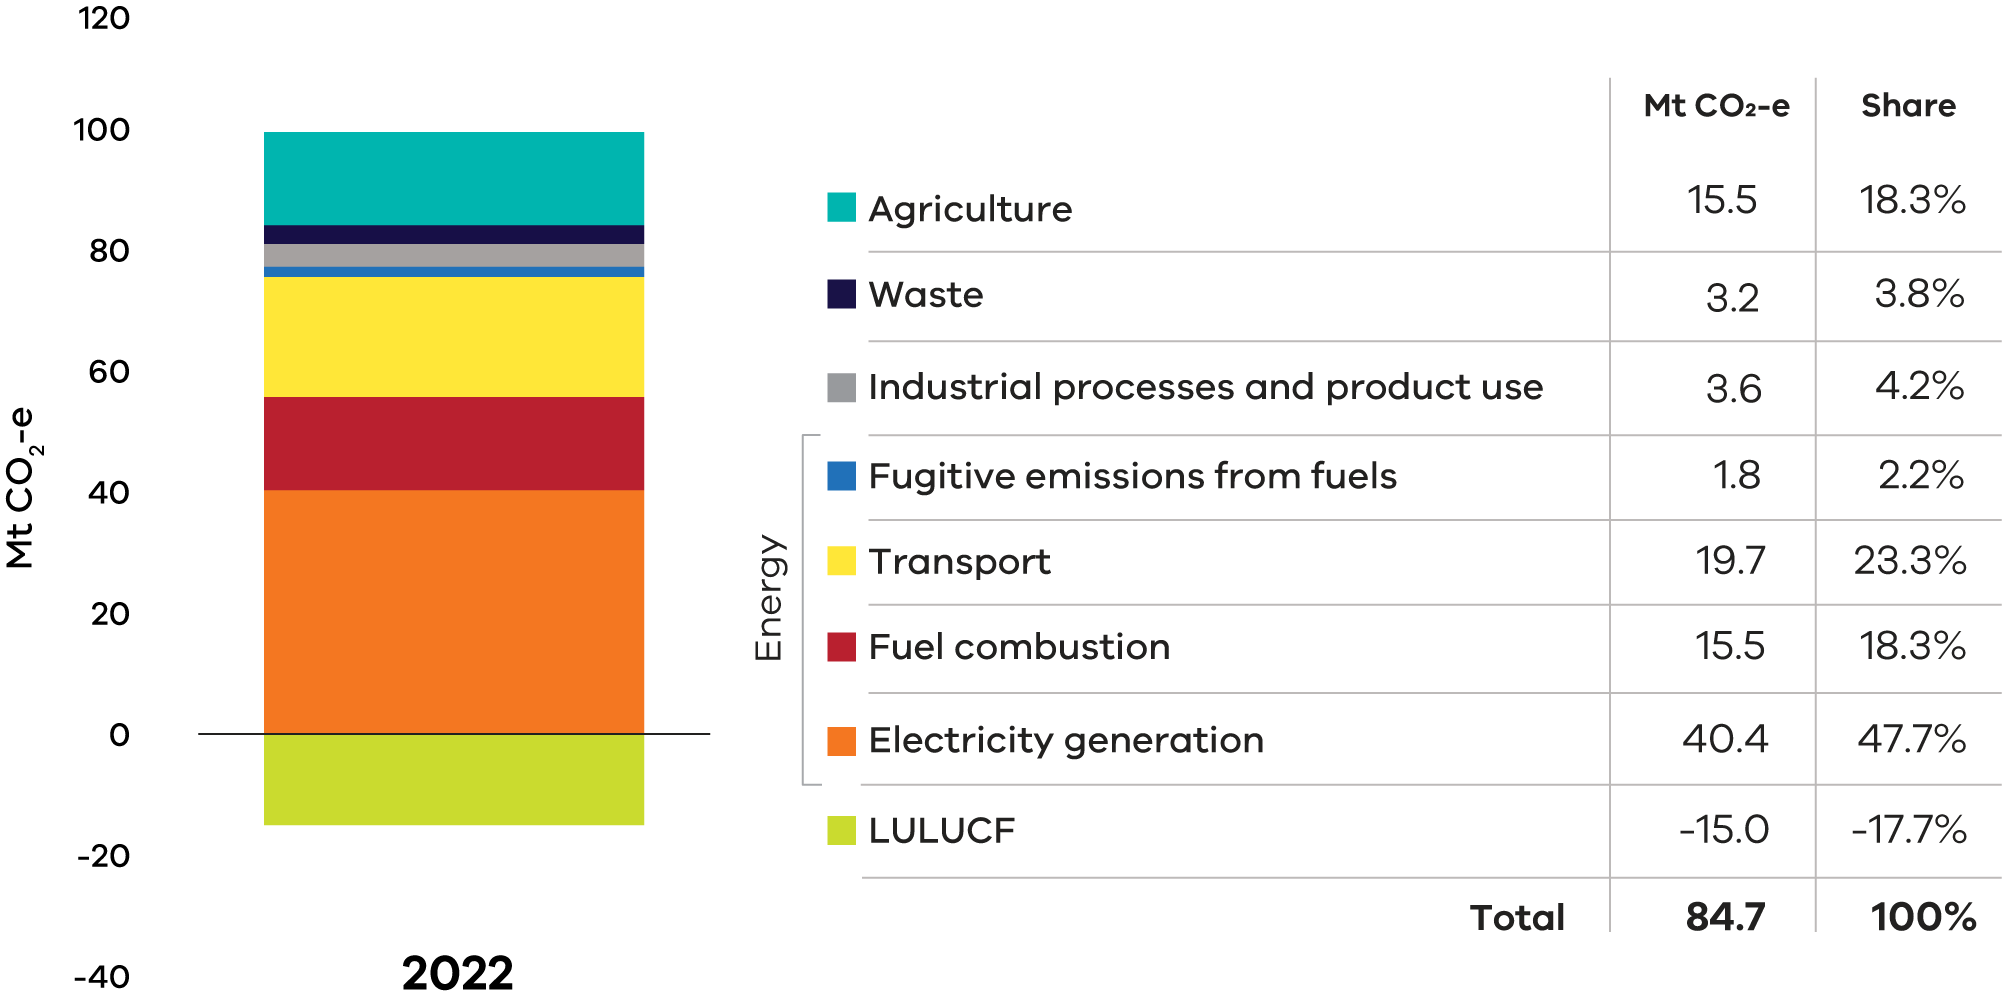 120
100
80
60
40
20
0
-20
-40
Mt CO₂-e
2022
Mt CO₂-e Share
Agriculture 15.5 18.3%
Waste 3.2 3.8%
Industrial processes and product use 3.6 4.2%
Energy
Fugitive emissions from fuels 1.8 2.2%
Transport 19.7 23.3%
Fuel combustion 15.5 18.3%
Electricity generation 40.4 47.7%
LULUCF -15.0 -17.7%
Total 84.7 100%